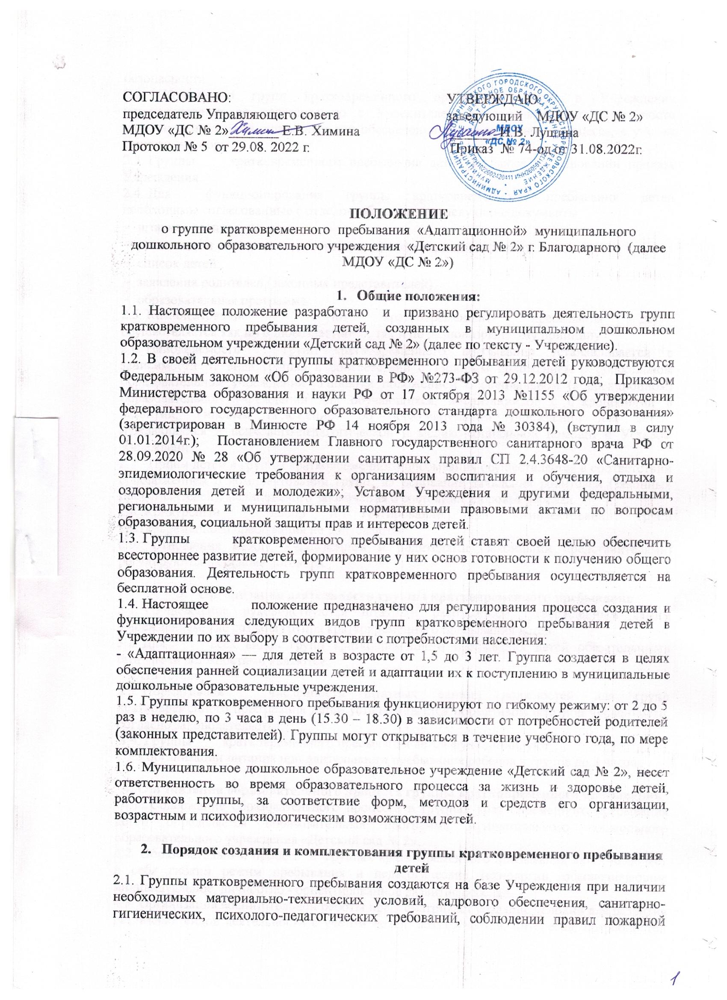 СОГЛАСОВАНО:
председатель Управляющего совета
МДОУ «ДС № 2» Е.В. Химина
Протокол № 5 от 29.08. 2022 г.
УТВЕРЖДАЮ:
заведующий МДОУ «ДС № 2»
И.В. Лущина
Приказ № 74-од от 31.08.2022г.
МДОУ
«ДС № 2»
ПОЛОЖЕНИЕ
о группе кратковременного пребывания «Адаптационной» муниципального
дошкольного образовательного учреждения «Детский сад № 2» г. Благодарного (далее
МДОУ «ДС № 2»)
1. Общие положения:
1.1. Настоящее положение разработано и призвано регулировать деятельность групп
кратковременного пребывания детей, созданных в муниципальном дошкольном
образовательном учреждении «Детский сад № 2» (далее по тексту - Учреждение).
1.2. В своей деятельности группы кратковременного пребывания детей руководствуются
Федеральным законом «Об образовании в РФ» №273-ФЗ от 29.12.2012 года; Приказом
Министерства образования и науки РФ от 17 октября 2013 №1155 «Об утверждении
федерального государственного образовательного стандарта дошкольного образования»
(зарегистрирован в Минюсте РФ 14 ноября 2013 года № 30384), (вступил в силу
01.01.2014г.); Постановлением Главного государственного санитарного врача РФ от
28.09.2020 № 28 «Об утверждении санитарных правил СП 2.4.3648-20 «Санитарно-
эпидемиологические требования к организациям воспитания и обучения, отдыха и
оздоровления детей и молодежи»; Уставом Учреждения и другими федеральными,
региональными и муниципальными нормативными правовыми актами по вопросам
образования, социальной защиты прав и интересов детей.
1.3. Группы кратковременного пребывания детей ставят своей целью обеспечить
всестороннее развитие детей, формирование у них основ готовности к получению общего
образования. Деятельность групп кратковременного пребывания осуществляется на
бесплатной основе.
1.4. Настоящее положение предназначено для регулирования процесса создания и
функционирования следующих видов групп кратковременного пребывания детей в
Учреждении по их выбору в соответствии с потребностями населения:
- «Адаптационная» — для детей в возрасте от 1,5 до 3 лет. Группа создается в целях
обеспечения ранней социализации детей и адаптации их к поступлению в муниципальные
дошкольные образовательные учреждения.
1.5. Группы кратковременного пребывания функционируют по гибкому режиму: от 2 до 5
раз в неделю, по 3 часа в день (15.30 – 18.30) в зависимости от потребностей родителей
(законных представителей). Группы могут открываться в течение учебного года, по мере
комплектования.
1.6. Муниципальное дошкольное образовательное учреждение «Детский сад № 2», несет
ответственность во время образовательного процесса за жизнь и здоровье детей,
работников группы, за соответствие форм, методов и средств его организации,
возрастным и психофизиологическим возможностям детей.
2. Порядок создания и комплектования группы кратковременного пребывания
детей
2.1. Группы кратковременного пребывания создаются на базе Учреждения при наличии
необходимых материально-технических условий, кадрового обеспечения, санитарно-
гигиенических, психолого-педагогических требований, соблюдении правил пожарной
1